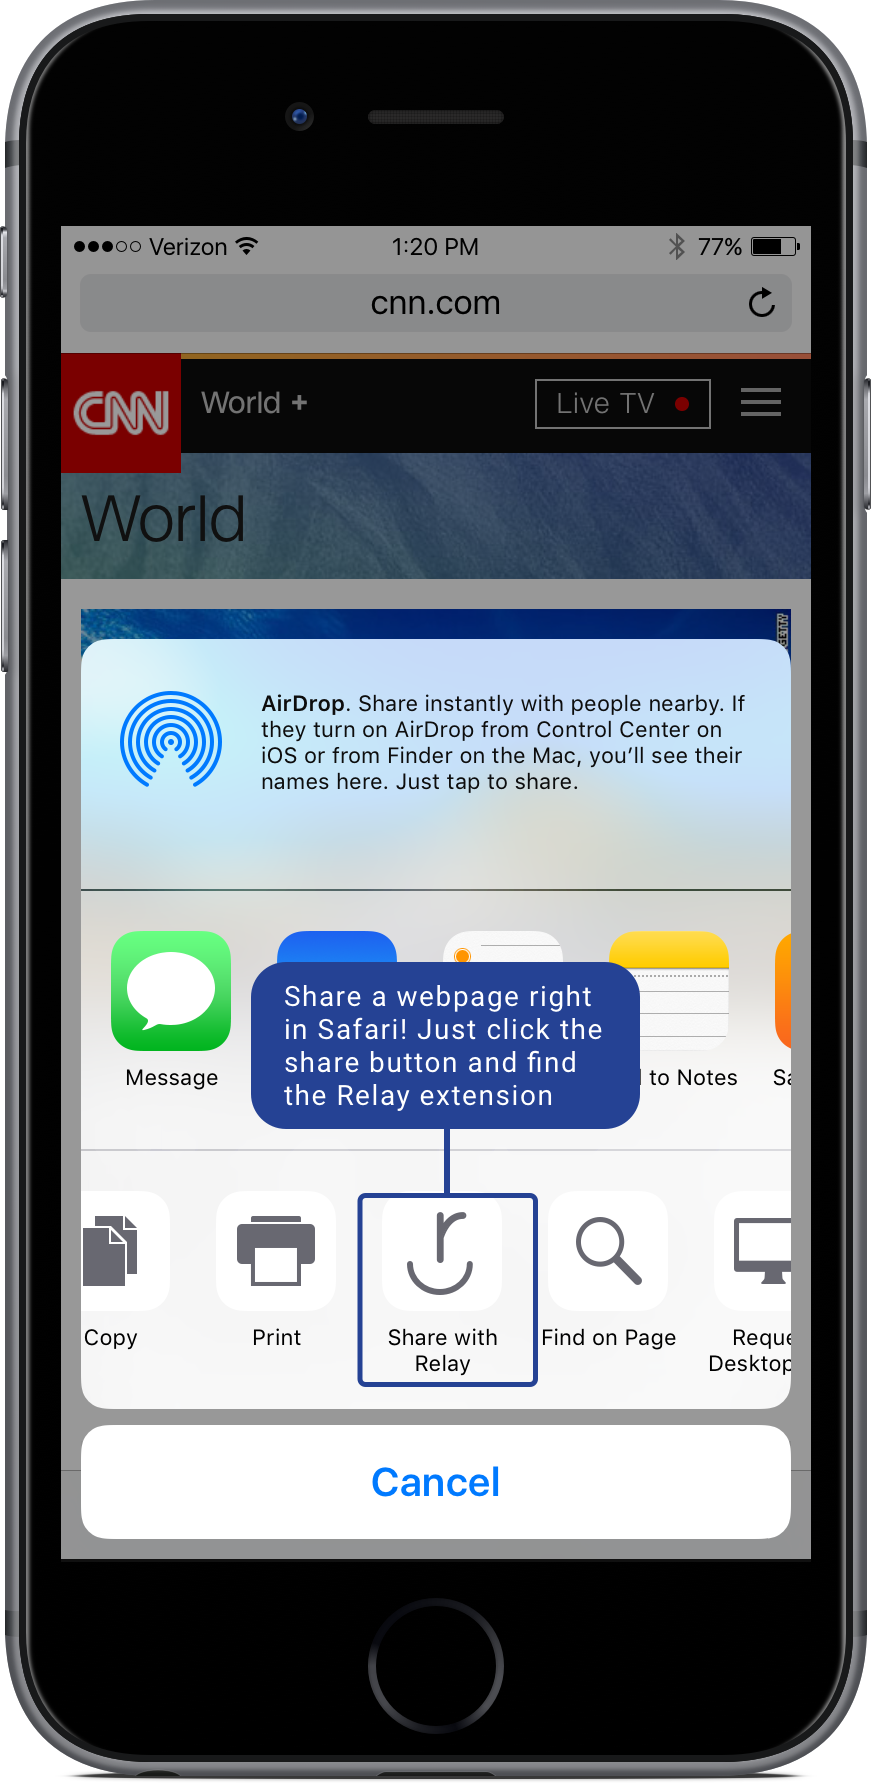 Verizon
1:20 PM
77%
cnn.com
CNN
World +
Live TV
World
GETTY
AirDrop. Share instantly with people nearby. If
they turn on AirDrop from Control Center on
iOS or from Finder on the Mac, you'll see their
names here. Just tap to share.
Share a webpage right
in Safari! Just click the
share button and find
the Relay extension
Message
to Notes
Copy
Print
Share with
Relay
Find on Page
Desktop
Cancel